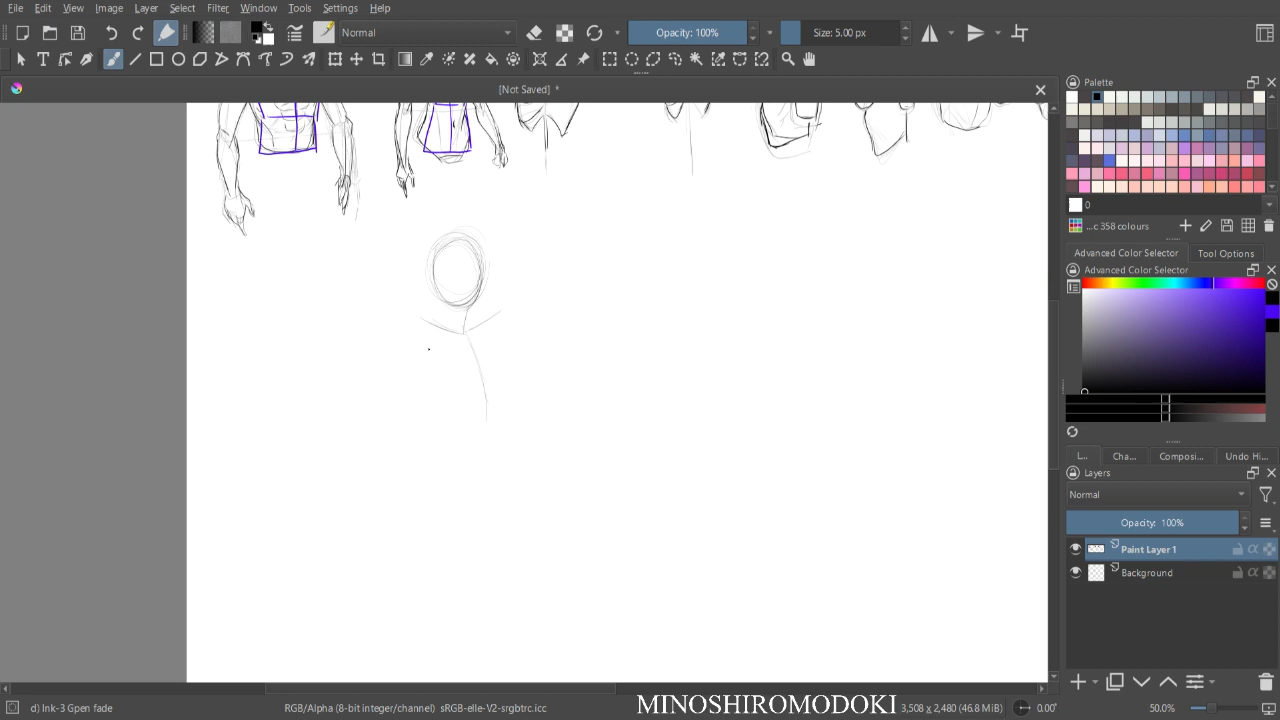 File Edit View Image Layer Select Filter Window Tools Settings Help
Normal Opacity: 100% Size: 5.00 px
[Not Saved] *
Palette
0
...c 358 colours
Advanced Color Selector Tool Options
Advanced Color Selector
L... Cha... Composi... Undo Hi...
Layers
Normal
Opacity: 100%
Paint Layer 1
Background
d) Ink-3 Gpen fade RGB/Alpha (8-bit integer/channel) sRGB-elle-V2-srgbtrc.icc MINOSHIROMODOKI 3,508 x 2,480 (46.8 MiB) 0.00° 50.0%